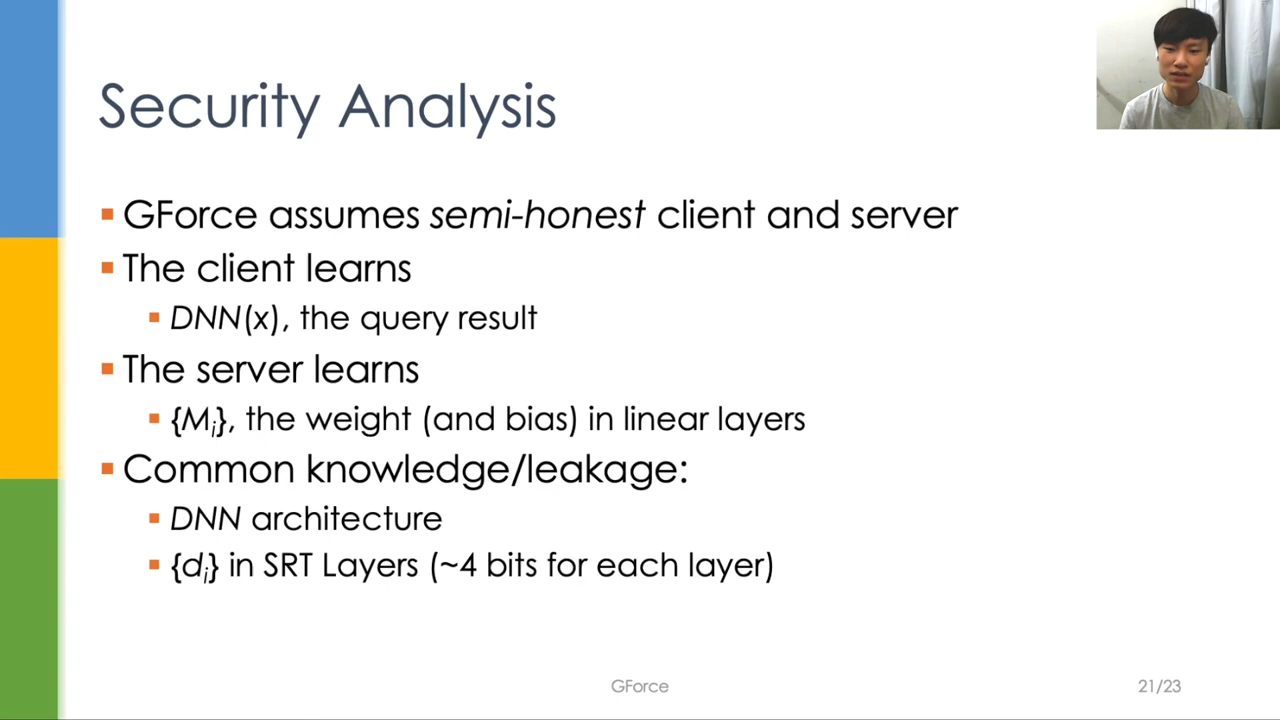 Security Analysis
▪ GForce assumes semi-honest client and server
▪ The client learns
▪ DNN(x), the query result
▪ The server learns
▪ {Mi}, the weight (and bias) in linear layers
▪ Common knowledge/leakage:
▪ DNN architecture
▪ {di} in SRT Layers (~4 bits for each layer)
GForce
21/23